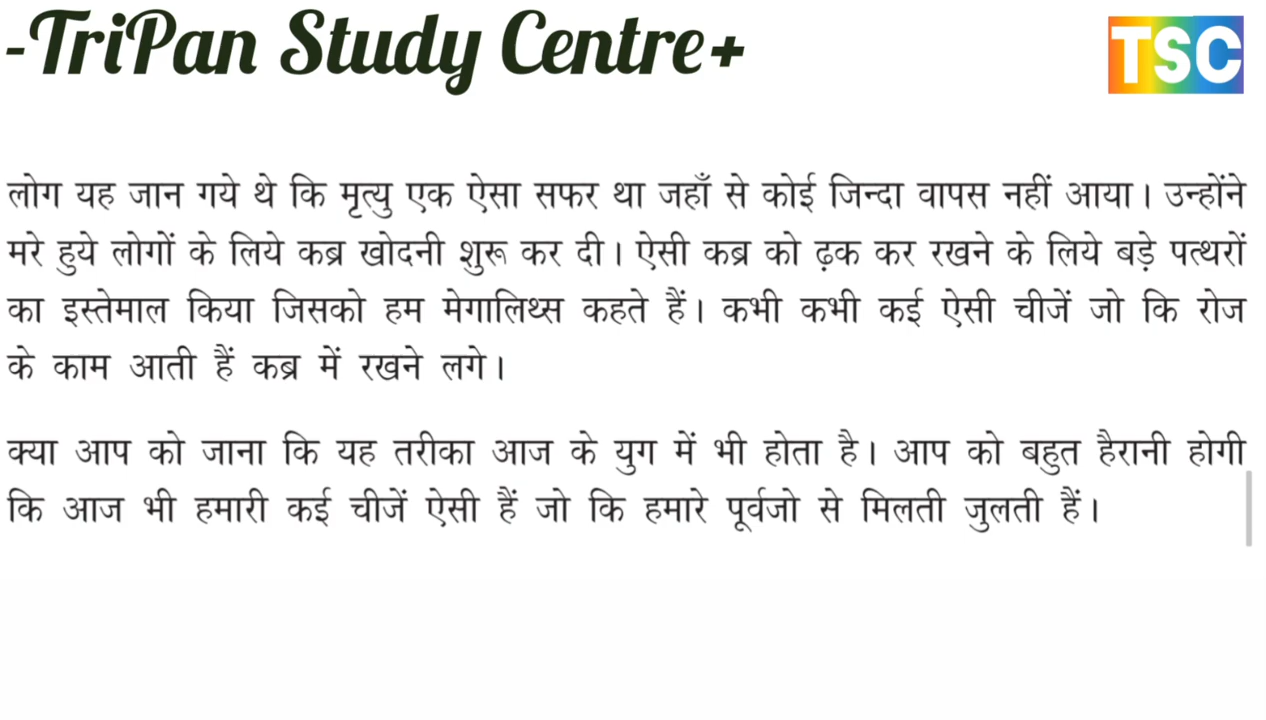 -TriPan Study Centre+
TSC
लोग यह जान गये थे कि मृत्यु एक ऐसा सफर था जहाँ से कोई जिन्दा वापस नहीं आया। उन्होंने
मरे हुये लोगों के लिये कब्र खोदनी शुरू कर दी। ऐसी कब्र को ढ़क कर रखने के लिये बड़े पत्थरों
का इस्तेमाल किया जिसको हम मेगालिथ्स कहते हैं। कभी कभी कई ऐसी चीजें जो कि रोज
के काम आती हैं कब्र में रखने लगे।
क्या आप को जाना कि यह तरीका आज के युग में भी होता है। आप को बहुत हैरानी होगी
कि आज भी हमारी कई चीजें ऐसी हैं जो कि हमारे पूर्वजो से मिलती जुलती हैं।